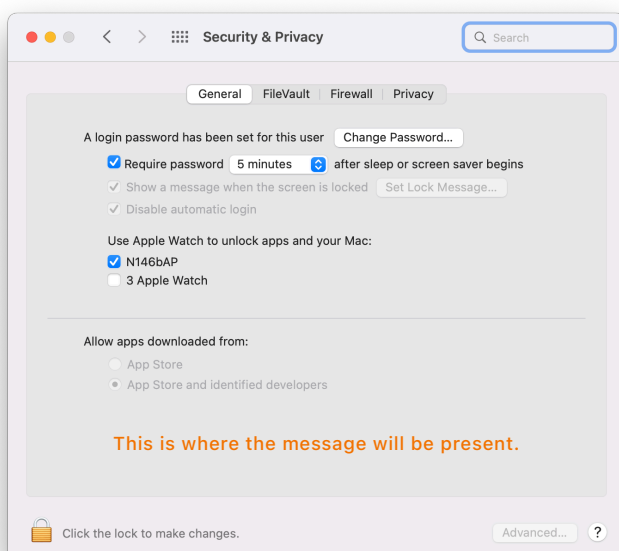 Security & Privacy
Search
General FileVault Firewall Privacy
A login password has been set for this user Change Password...
Require password 5 minutes after sleep or screen saver begins
Show a message when the screen is locked Set Lock Message...
Disable automatic login
Use Apple Watch to unlock apps and your Mac:
N146bAP
3 Apple Watch
Allow apps downloaded from:
App Store
App Store and identified developers
This is where the message will be present.
Click the lock to make changes. Advanced... ?